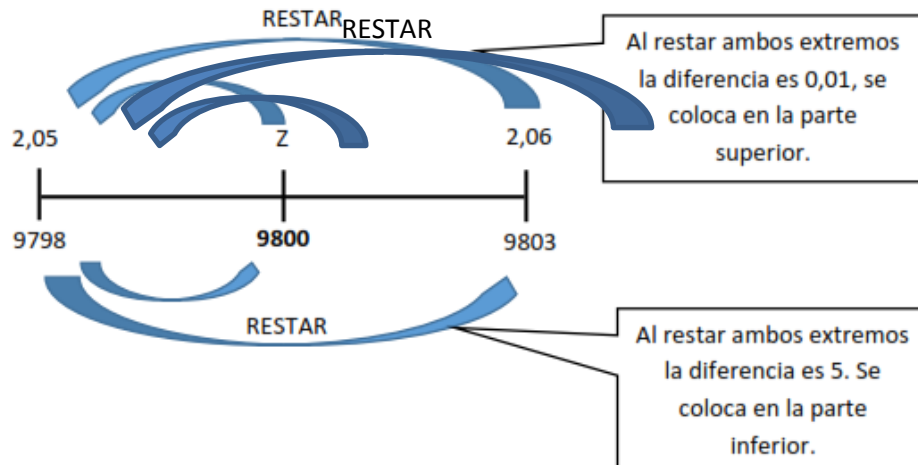 RESTAR
RESTAR
Al restar ambos extremos
la diferencia es 0,01, se
coloca en la parte
superior.
2,05 Z 2,06
9798 9800 9803
RESTAR
Al restar ambos extremos
la diferencia es 5. Se
coloca en la parte
inferior.